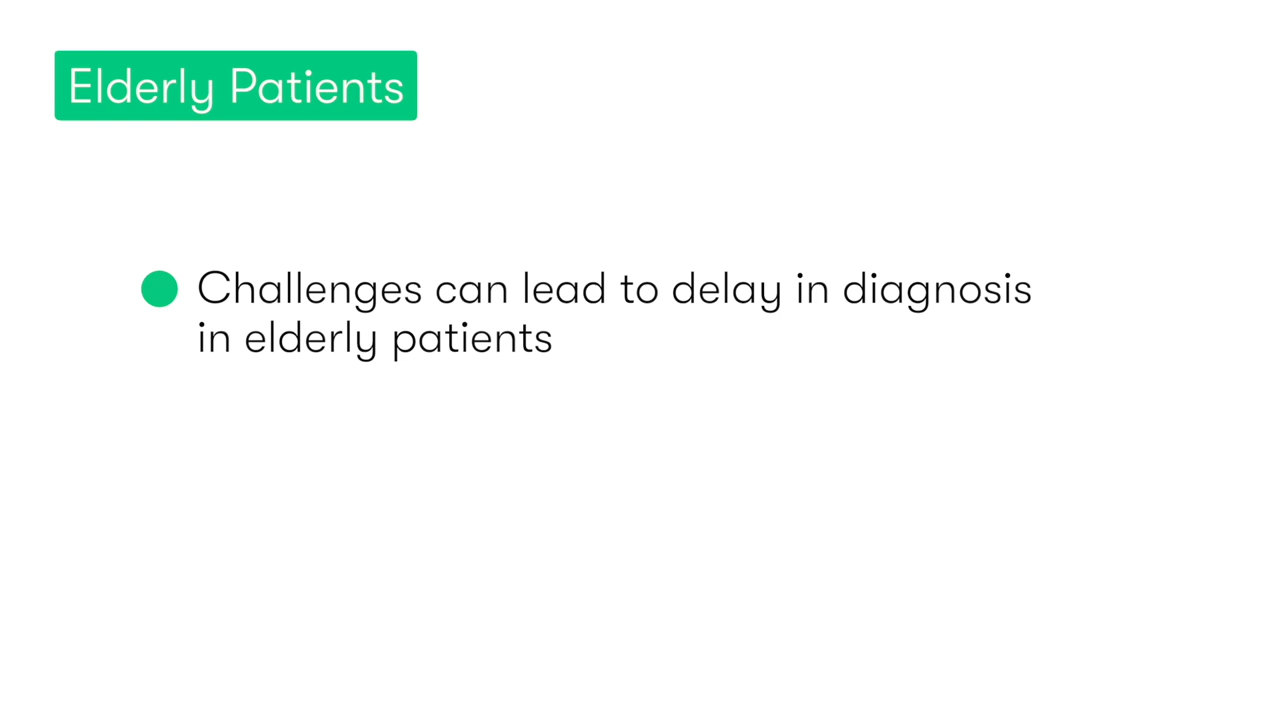 Elderly Patients
Challenges can lead to delay in diagnosis
in elderly patients